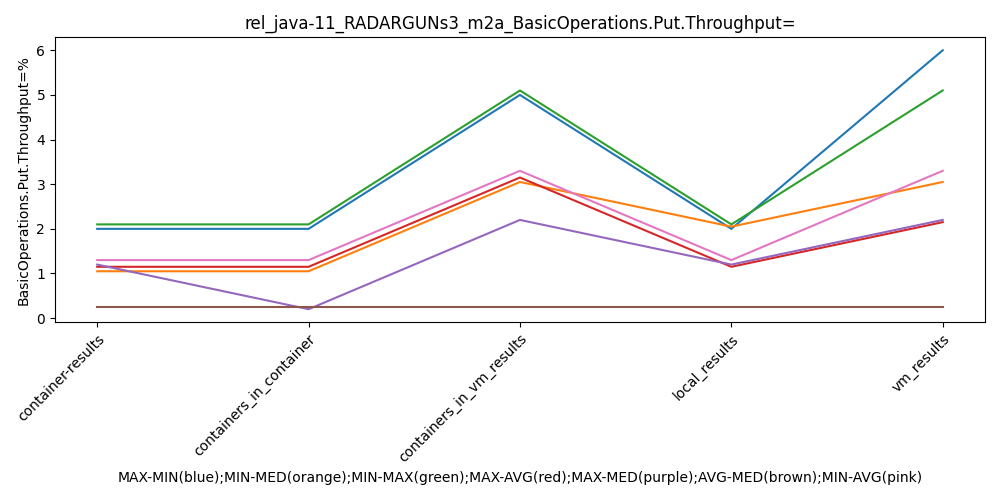 rel_java-11_RADARGUNs3_m2a_BasicOperations.Put.Throughput=
BasicOperations.Put.Throughput=%
6
5
4
3
2
1
0
container-results
containers_in_container
containers_in_vm_results
local_results
vm_results
MAX-MIN(blue);MIN-MED(orange);MIN-MAX(green);MAX-AVG(red);MAX-MED(purple);AVG-MED(brown);MIN-AVG(pink)